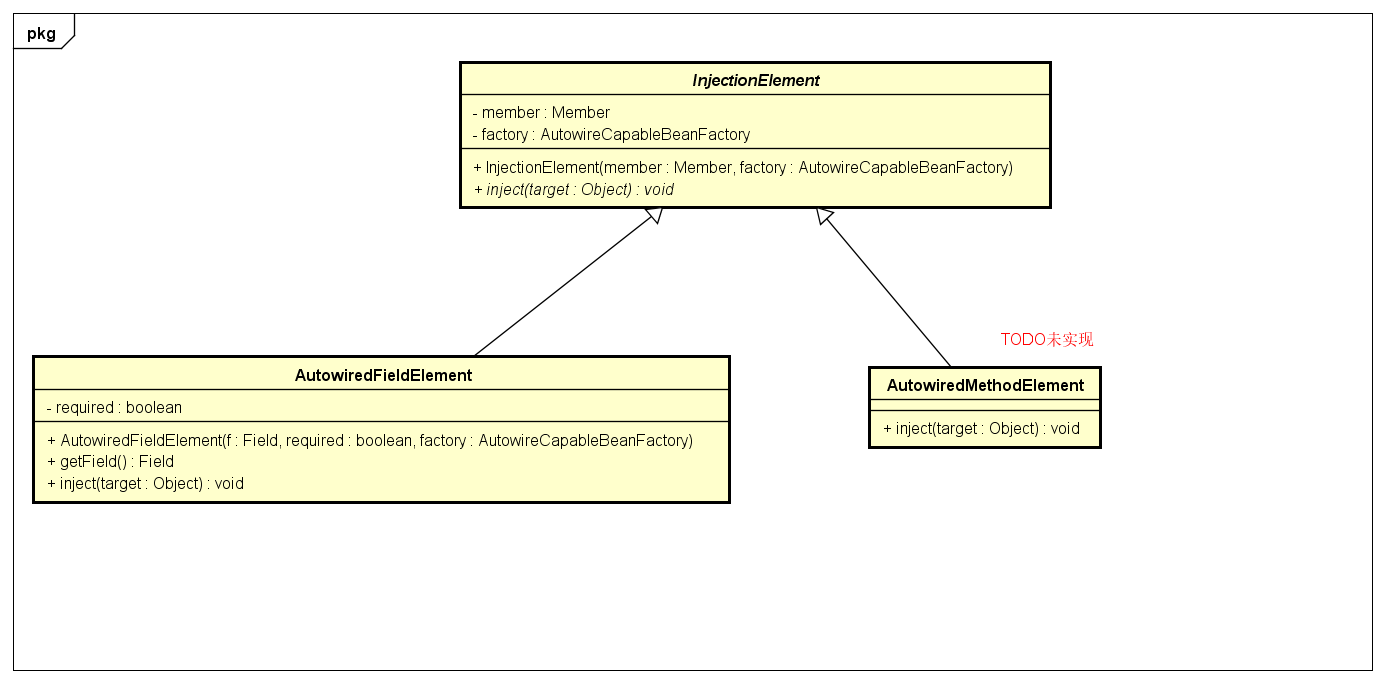 pkg
InjectionElement
- member : Member
- factory : AutowireCapableBeanFactory
+ InjectionElement(member : Member, factory : AutowireCapableBeanFactory)
+ inject(target : Object) : void
TODO未实现
AutowiredFieldElement
- required : boolean
+ AutowiredFieldElement(f : Field, required : boolean, factory : AutowireCapableBeanFactory)
+ getField() : Field
+ inject(target : Object) : void
AutowiredMethodElement
+ inject(target : Object) : void